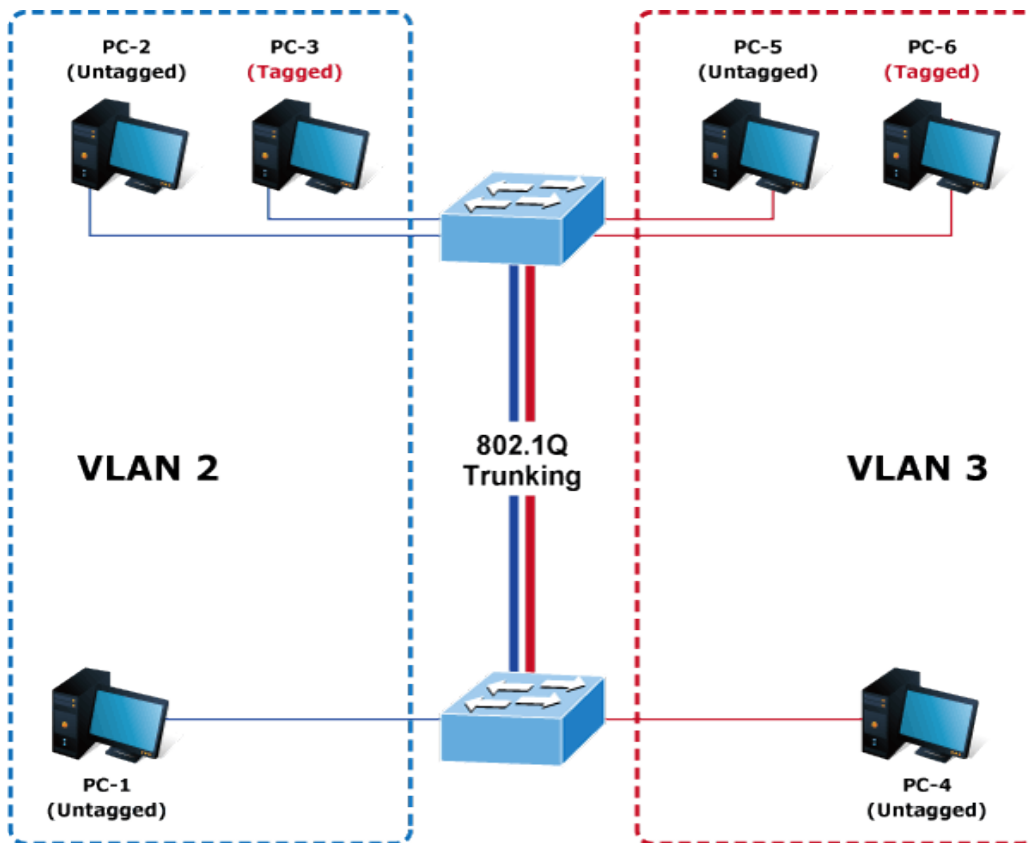 PC-2
(Untagged)
PC-3
(Tagged)
PC-5
(Untagged)
PC-6
(Tagged)
802.1Q
Trunking
VLAN 2
VLAN 3
PC-1
(Untagged)
PC-4
(Untagged)